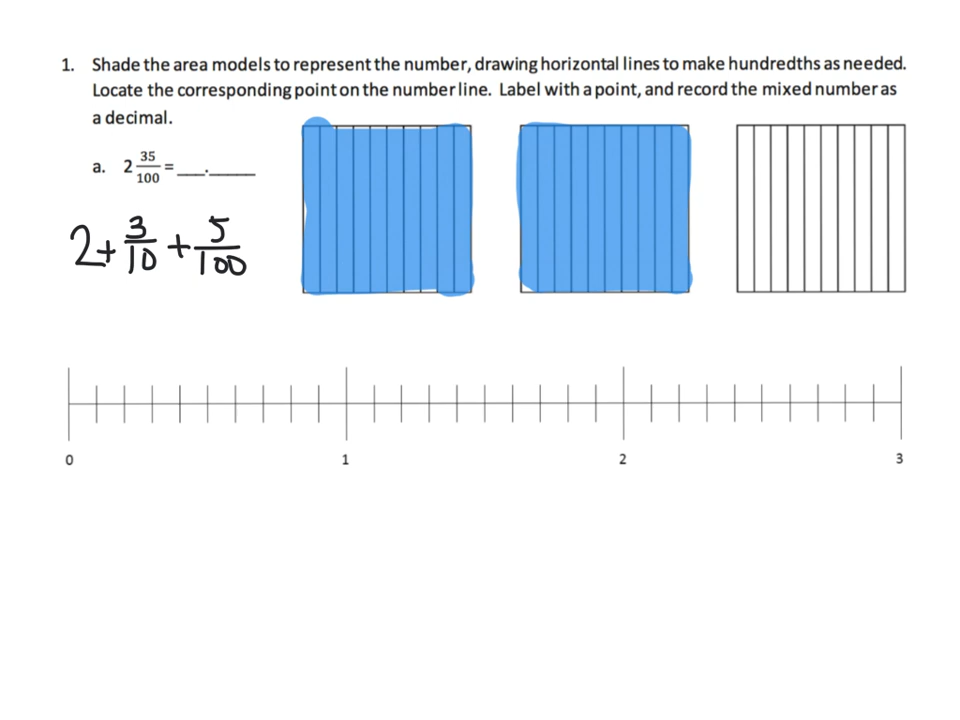 1. Shade the area models to represent the number, drawing horizontal lines to make hundredths as needed.
Locate the corresponding point on the number line. Label with a point, and record the mixed number as
a decimal.
a. 2 35/100 = ___._____
2 + 3/10 + 5/100
0 1 2 3